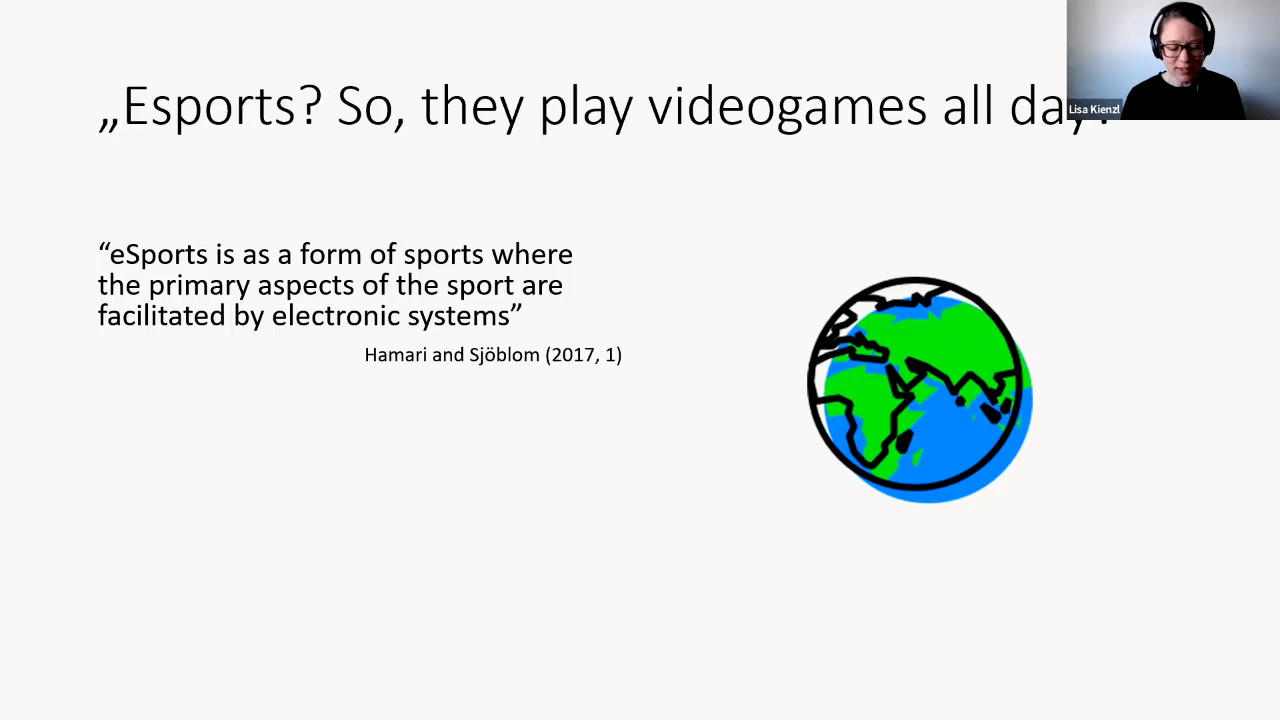 „Esports? So, they play videogames all day?
Lisa Kienzl
“eSports is as a form of sports where
the primary aspects of the sport are
facilitated by electronic systems”
Hamari and Sjöblom (2017, 1)